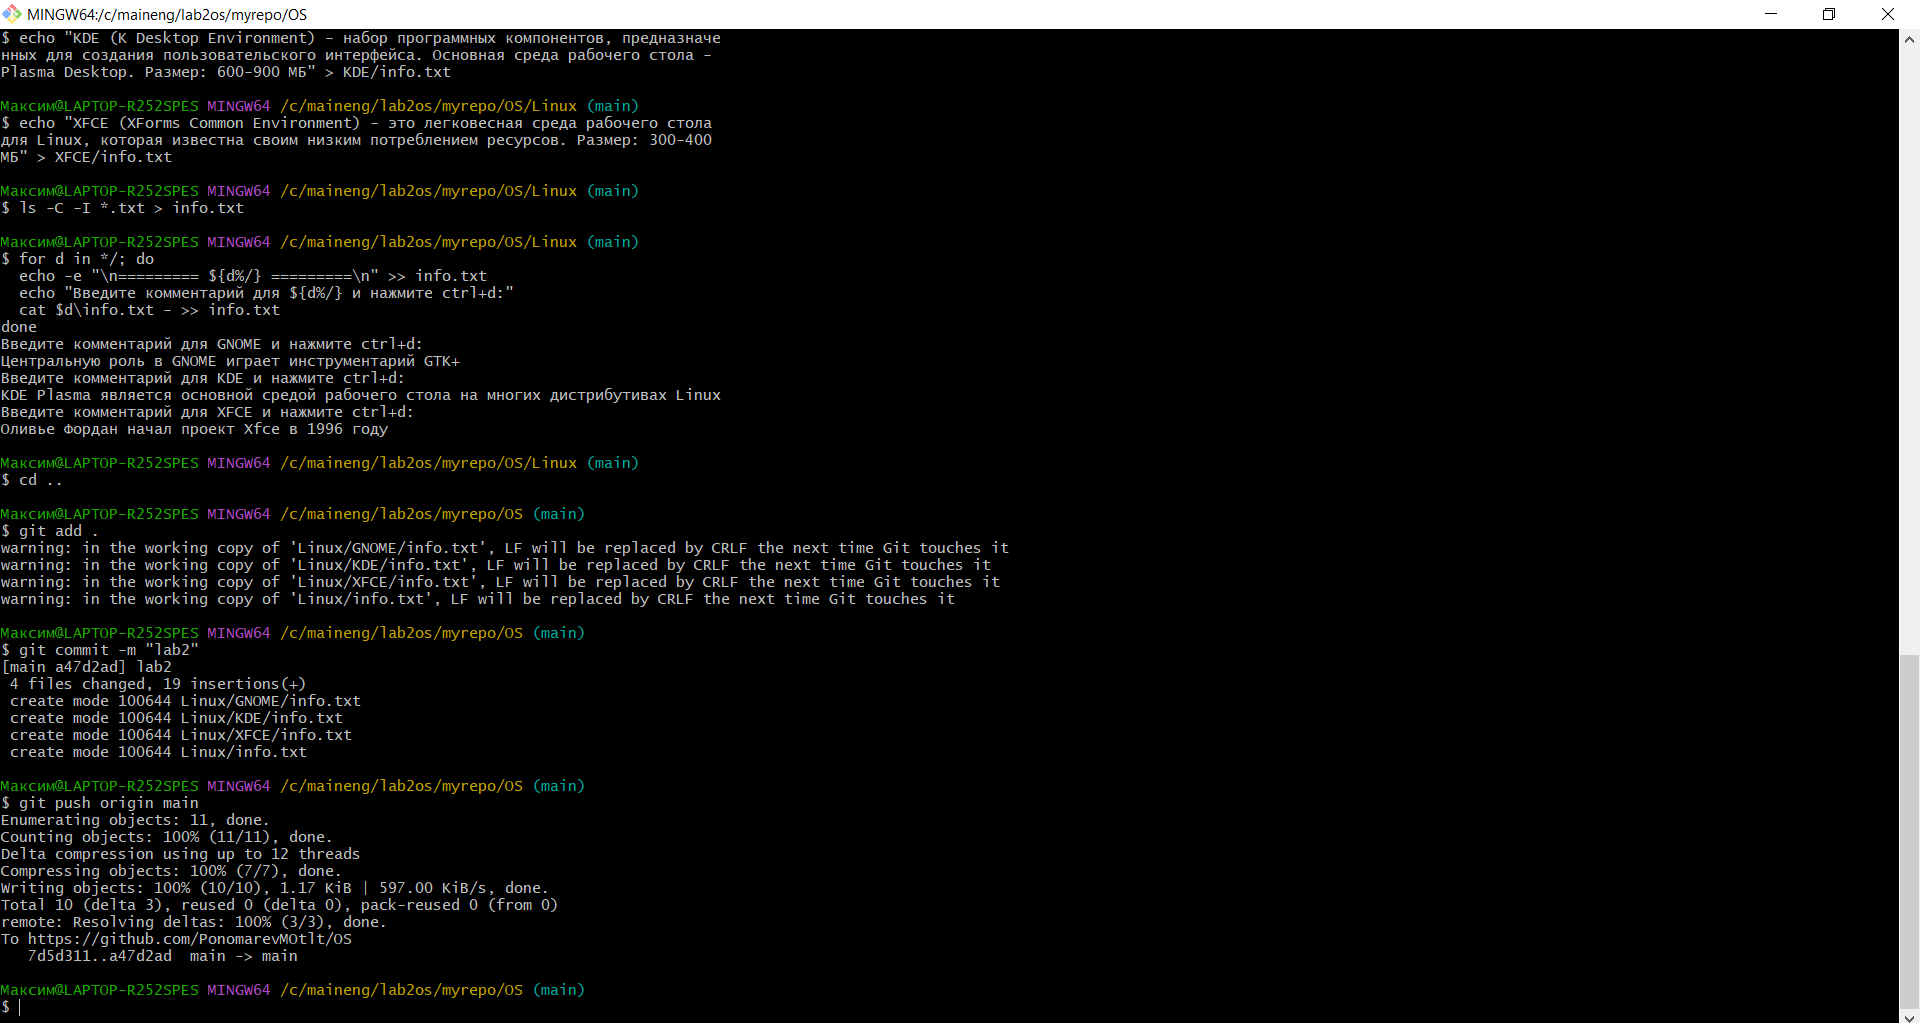 MINGW64:/c/maineng/lab2os/myrepo/OS
$ echo "KDE (K Desktop Environment) - набор программных компонентов, предназначе
нных для создания пользовательского интерфейса. Основная среда рабочего стола -
Plasma Desktop. Размер: 600-900 МБ" > KDE/info.txt
Максим@LAPTOP-R252SPES MINGW64 /c/maineng/lab2os/myrepo/OS/Linux (main)
$ echo "XFCE (XForms Common Environment) - это легковесная среда рабочего стола
для Linux, которая известна своим низким потреблением ресурсов. Размер: 300-400
МБ" > XFCE/info.txt
Максим@LAPTOP-R252SPES MINGW64 /c/maineng/lab2os/myrepo/OS/Linux (main)
$ ls -C -I *.txt > info.txt
Максим@LAPTOP-R252SPES MINGW64 /c/maineng/lab2os/myrepo/OS/Linux (main)
$ for d in */; do
  echo -e "\n========= ${d%/} =========\n" >> info.txt
  echo "Введите комментарий для ${d%/} и нажмите ctrl+d:"
  cat $d\info.txt - >> info.txt
done
Введите комментарий для GNOME и нажмите ctrl+d:
Центральную роль в GNOME играет инструментарий GTK+
Введите комментарий для KDE и нажмите ctrl+d:
KDE Plasma является основной средой рабочего стола на многих дистрибутивах Linux
Введите комментарий для XFCE и нажмите ctrl+d:
Оливье Фордан начал проект Xfce в 1996 году
Максим@LAPTOP-R252SPES MINGW64 /c/maineng/lab2os/myrepo/OS/Linux (main)
$ cd ..
Максим@LAPTOP-R252SPES MINGW64 /c/maineng/lab2os/myrepo/OS (main)
$ git add .
warning: in the working copy of 'Linux/GNOME/info.txt', LF will be replaced by CRLF the next time Git touches it
warning: in the working copy of 'Linux/KDE/info.txt', LF will be replaced by CRLF the next time Git touches it
warning: in the working copy of 'Linux/XFCE/info.txt', LF will be replaced by CRLF the next time Git touches it
warning: in the working copy of 'Linux/info.txt', LF will be replaced by CRLF the next time Git touches it
Максим@LAPTOP-R252SPES MINGW64 /c/maineng/lab2os/myrepo/OS (main)
$ git commit -m "lab2"
[main a47d2ad] lab2
 4 files changed, 19 insertions(+)
 create mode 100644 Linux/GNOME/info.txt
 create mode 100644 Linux/KDE/info.txt
 create mode 100644 Linux/XFCE/info.txt
 create mode 100644 Linux/info.txt
Максим@LAPTOP-R252SPES MINGW64 /c/maineng/lab2os/myrepo/OS (main)
$ git push origin main
Enumerating objects: 11, done.
Counting objects: 100% (11/11), done.
Delta compression using up to 12 threads
Compressing objects: 100% (7/7), done.
Writing objects: 100% (10/10), 1.17 KiB | 597.00 KiB/s, done.
Total 10 (delta 3), reused 0 (delta 0), pack-reused 0 (from 0)
remote: Resolving deltas: 100% (3/3), done.
To https://github.com/PonomarevMOtlt/OS
   7d5d311..a47d2ad  main -> main
Максим@LAPTOP-R252SPES MINGW64 /c/maineng/lab2os/myrepo/OS (main)
$